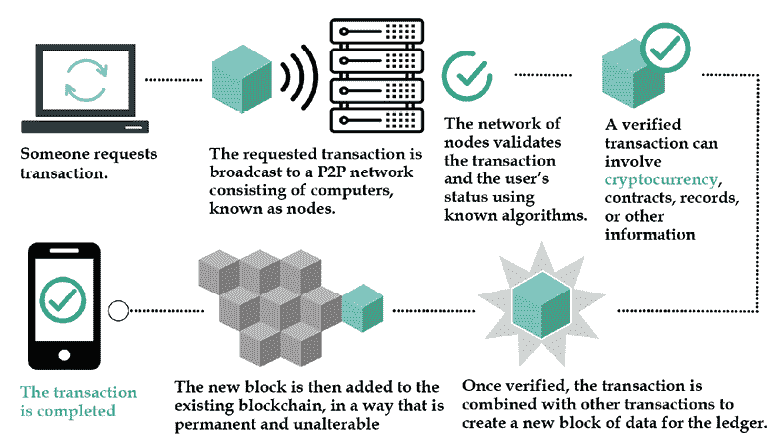 Someone requests
transaction.
The requested transaction is
broadcast to a P2P network
consisting of computers,
known as nodes.
The network of
nodes validates
the transaction
and the user's
status using
known algorithms.
A verified
transaction can
involve
cryptocurrency,
contracts, records,
or other
information
Once verified, the transaction is
combined with other transactions to
create a new block of data for the ledger.
The new block is then added to the
existing blockchain, in a way that is
permanent and unalterable
The transaction
is completed